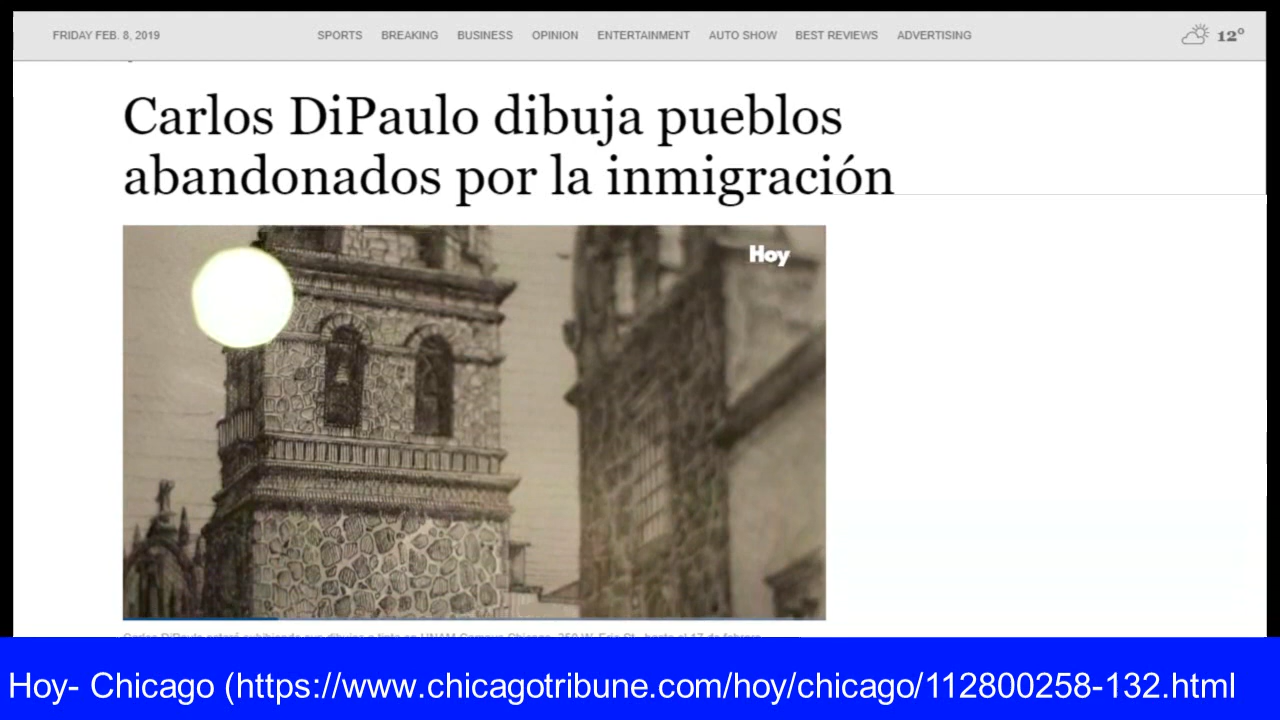 FRIDAY FEB. 8, 2019 SPORTS BREAKING BUSINESS OPINION ENTERTAINMENT AUTO SHOW BEST REVIEWS ADVERTISING 12°
Carlos DiPaulo dibuja pueblos
abandonados por la inmigración
Hoy
Hoy- Chicago (https://www.chicagotribune.com/hoy/chicago/112800258-132.html